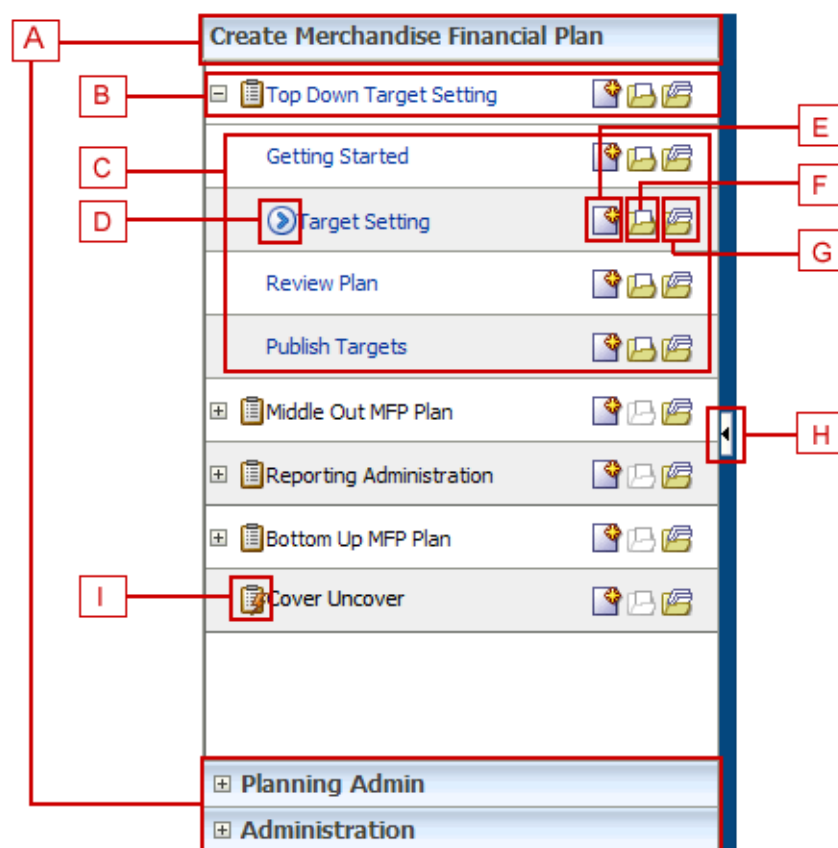 A
Create Merchandise Financial Plan
B
Top Down Target Setting
E
C
Getting Started
F
D
Target Setting
G
Review Plan
Publish Targets
Middle Out MFP Plan
H
Reporting Administration
Bottom Up MFP Plan
I
Cover Uncover
Planning Admin
Administration